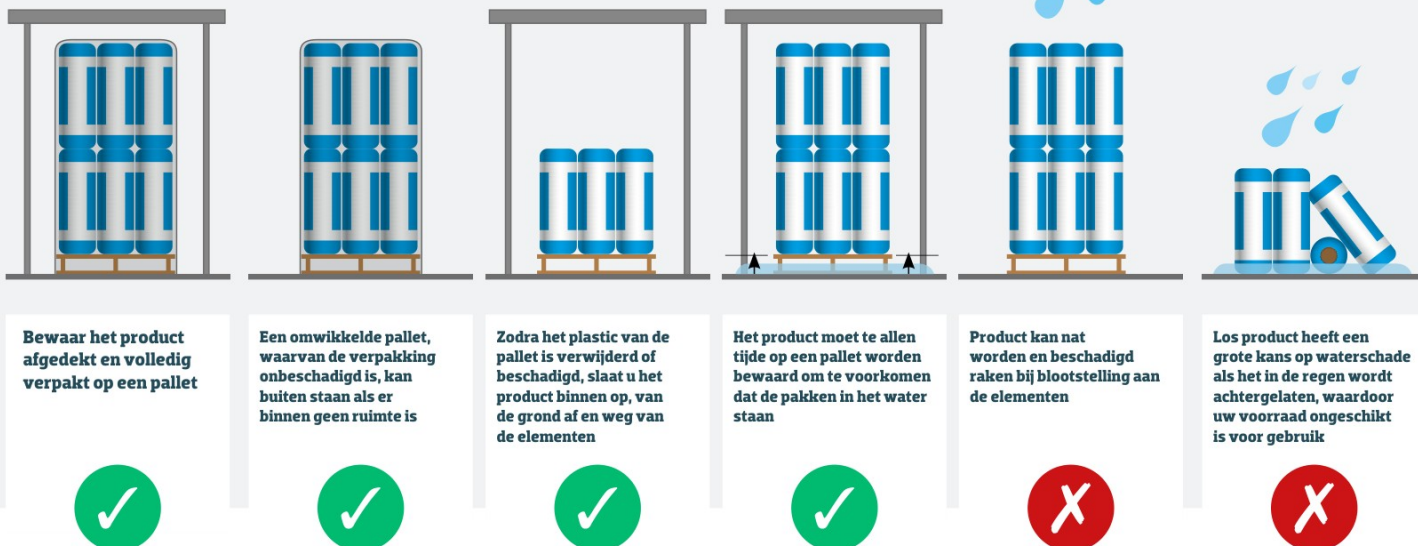 Bewaar het product
afgedekt en volledig
verpakt op een pallet
Een omwikkelde pallet,
waarvan de verpakking
onbeschadigd is, kan
buiten staan als er
binnen geen ruimte is
Zodra het plastic van de
pallet is verwijderd of
beschadigd, slaat u het
product binnen op, van
de grond af en weg van
de elementen
Het product moet te allen
tijde op een pallet worden
bewaard om te voorkomen
dat de pakken in het water
staan
Product kan nat
worden en beschadigd
raken bij blootstelling aan
de elementen
Los product heeft een
grote kans op waterschade
als het in de regen wordt
achtergelaten, waardoor
uw voorraad ongeschikt
is voor gebruik